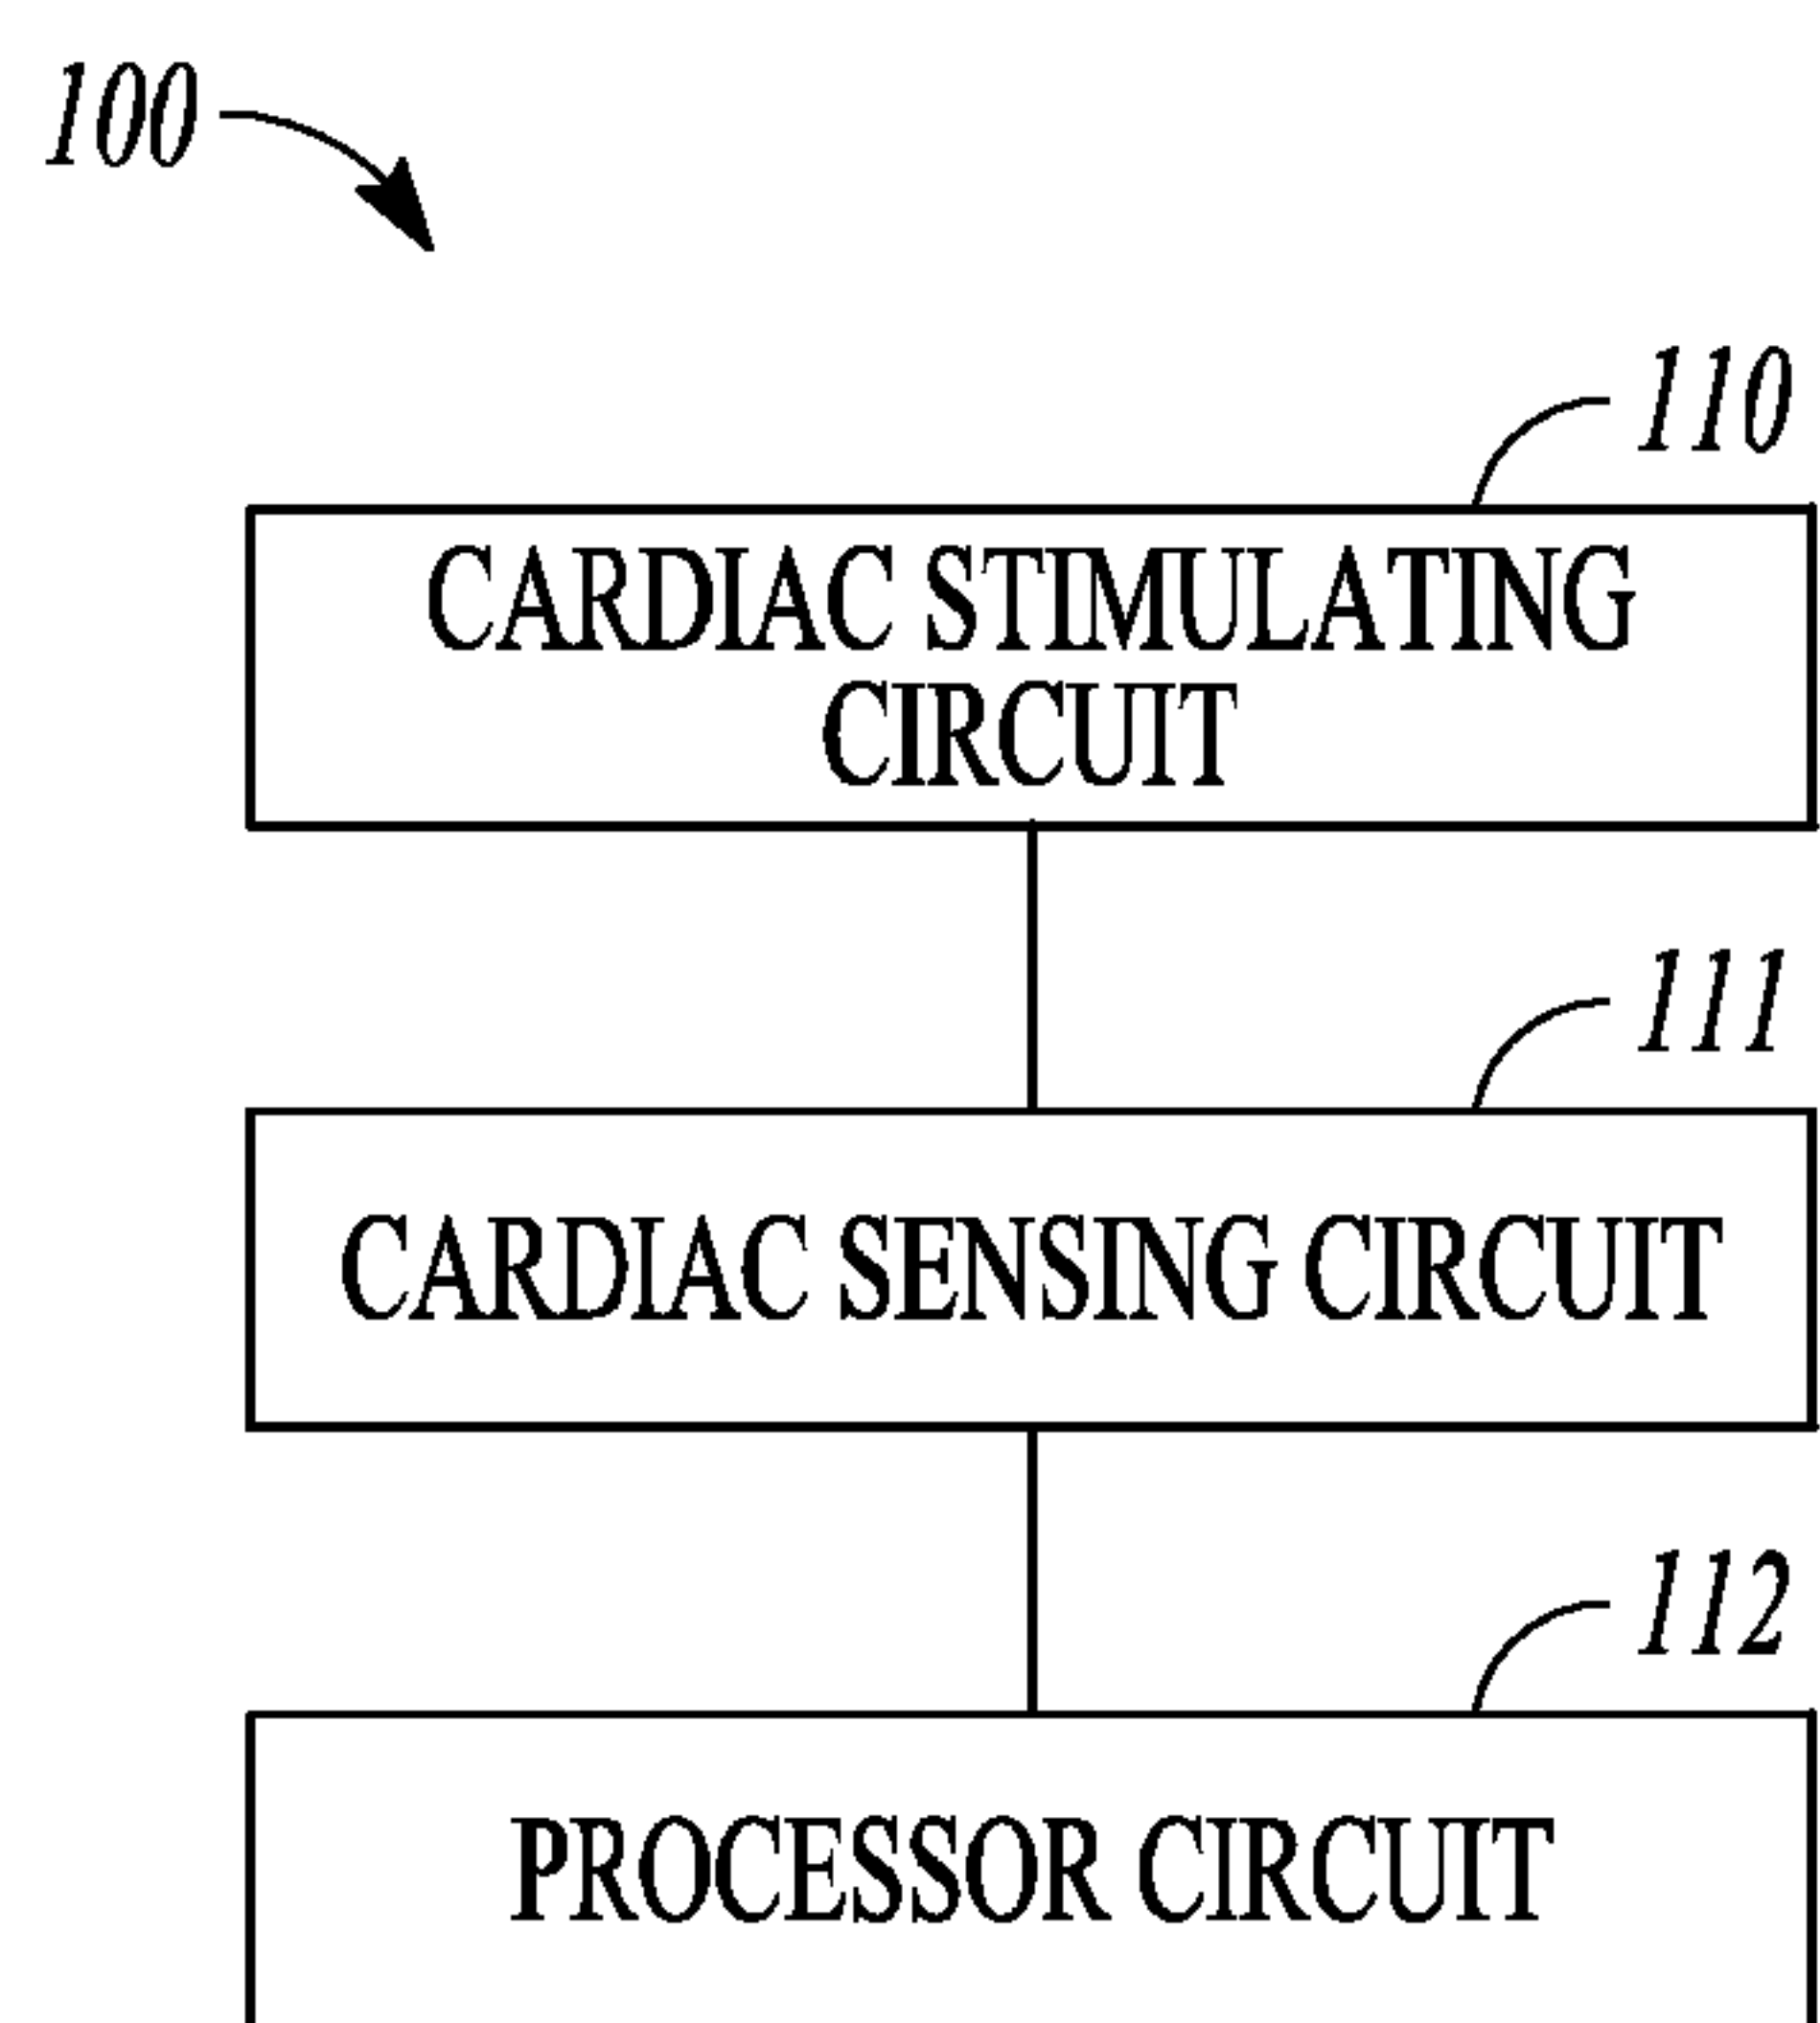 100
110
CARDIAC STIMULATING
CIRCUIT
111
CARDIAC SENSING CIRCUIT
112
PROCESSOR CIRCUIT